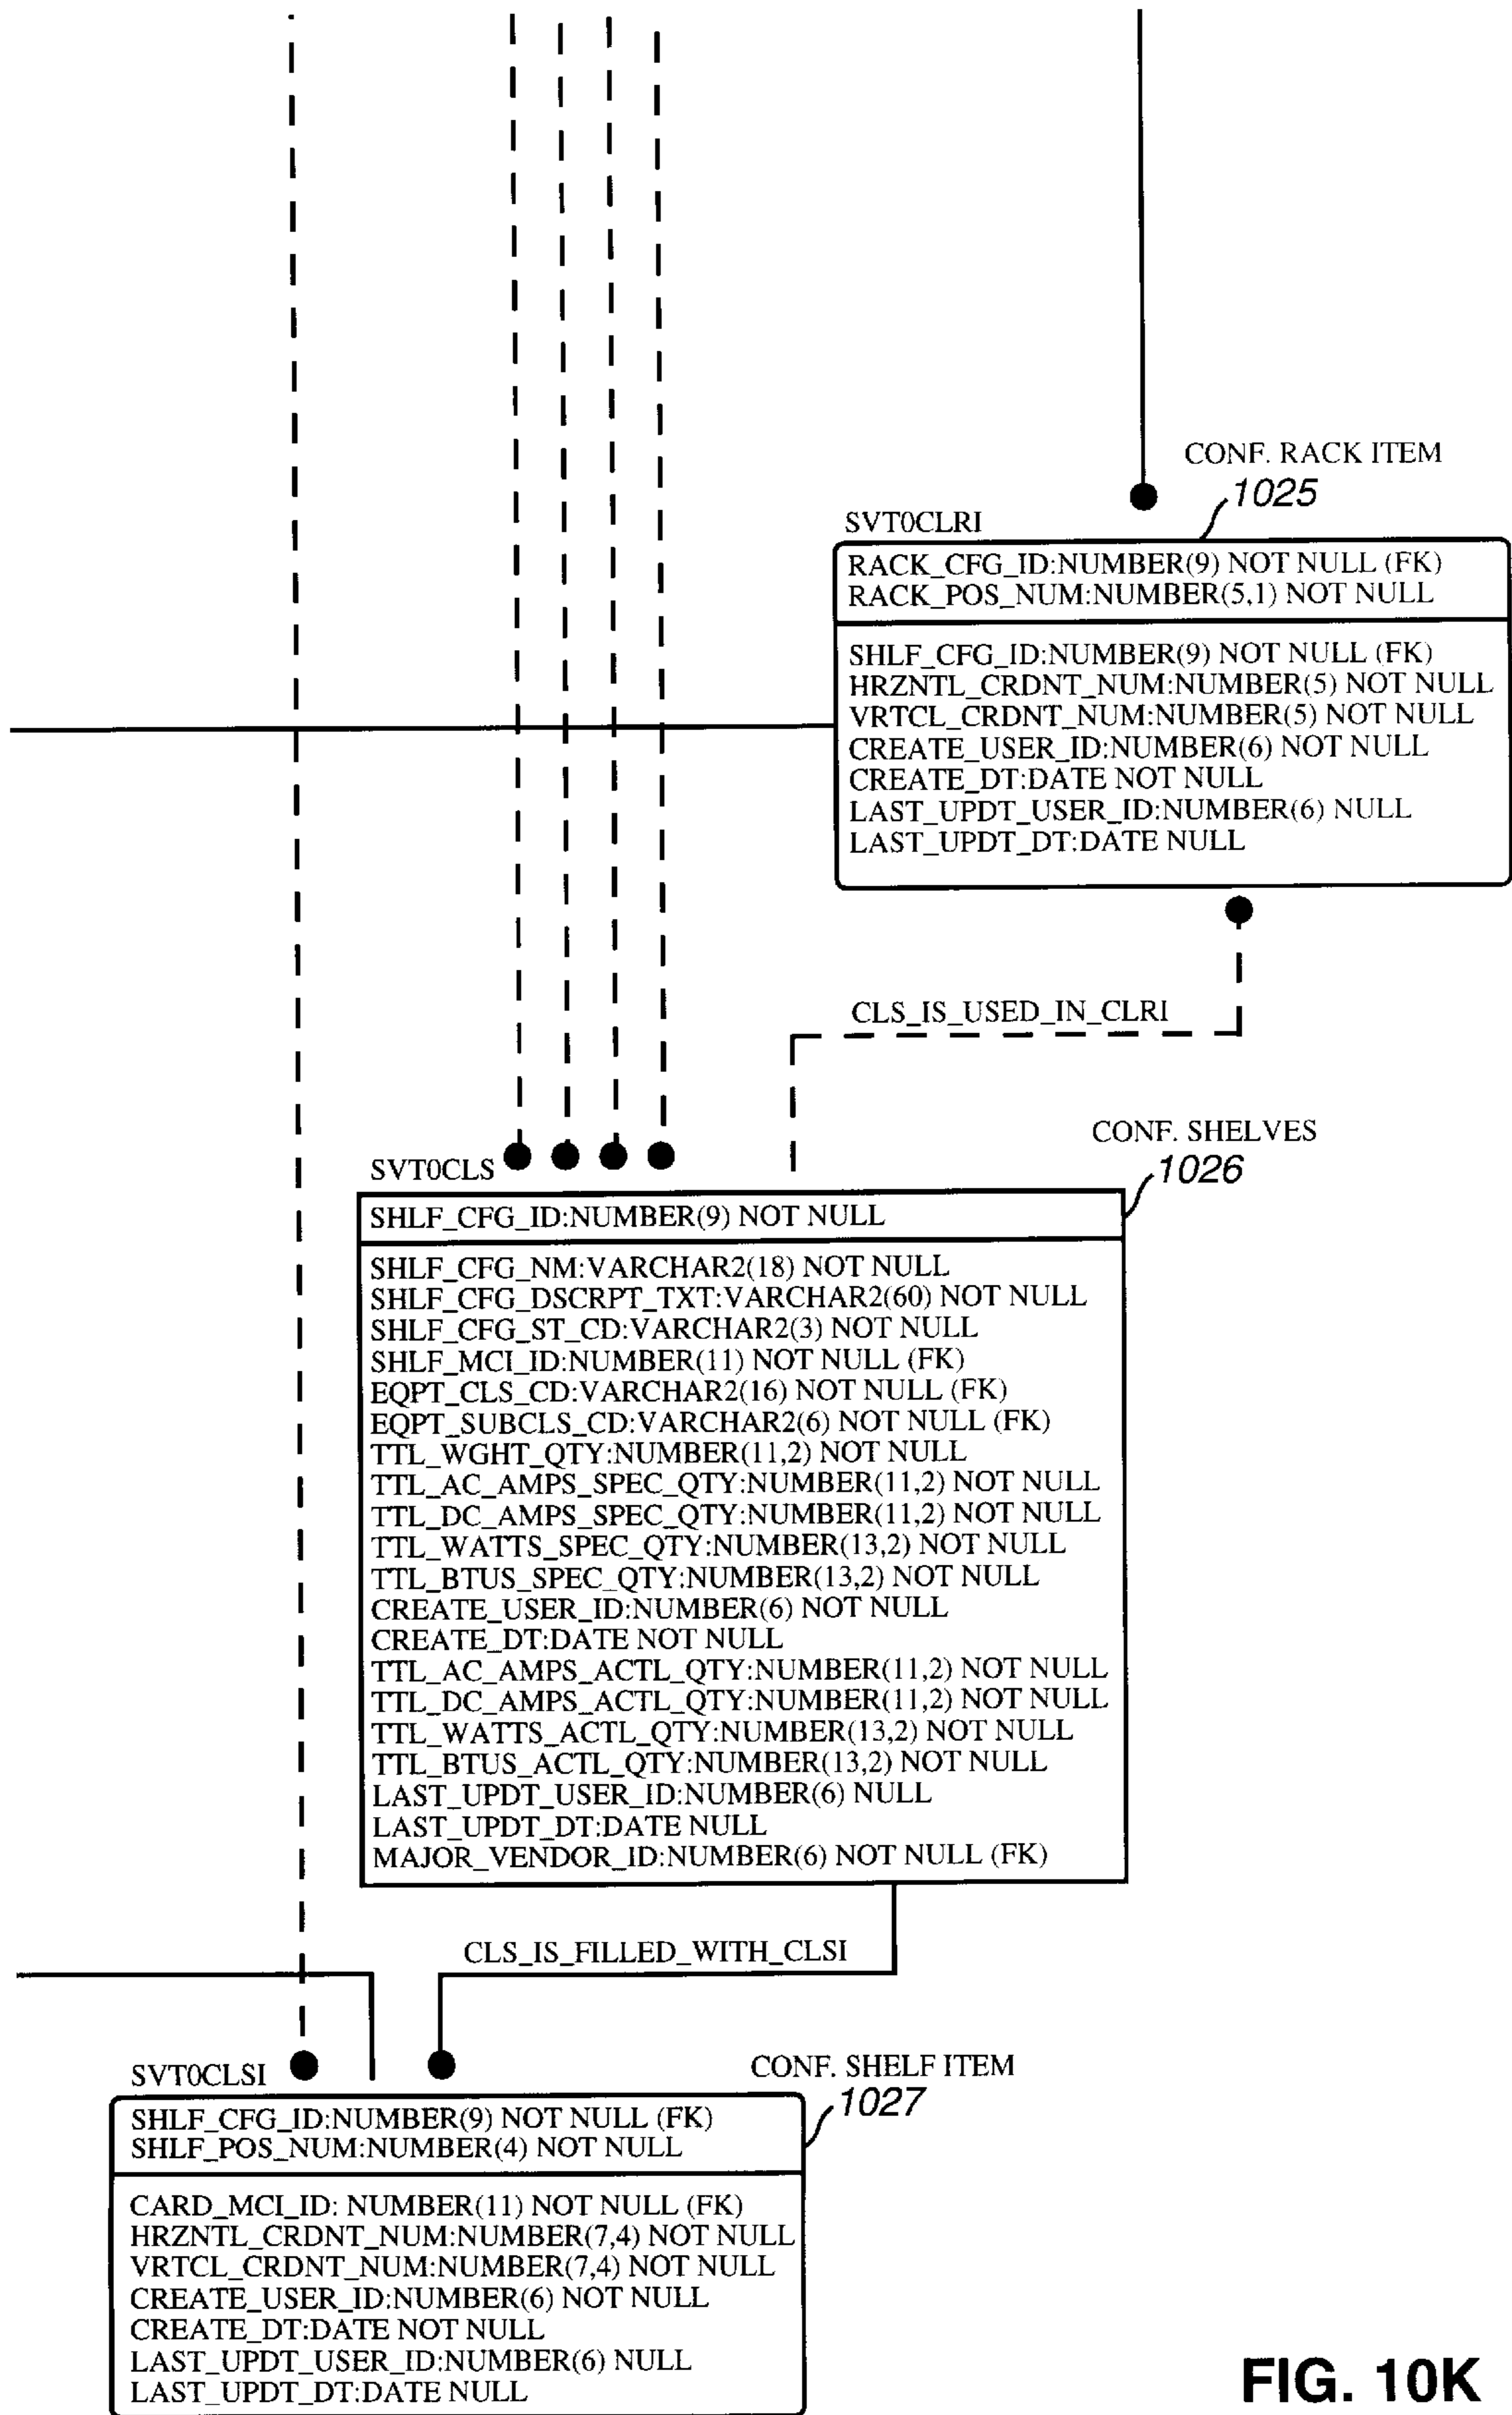 CONF. RACK ITEM
1025
SVT0CLRI
RACK_CFG_ID:NUMBER(9) NOT NULL (FK)
RACK_POS_NUM:NUMBER(5,1) NOT NULL
SHLF_CFG_ID:NUMBER(9) NOT NULL (FK)
HRZNTL_CRDNT_NUM:NUMBER(5) NOT NULL
VRTCL_CRDNT_NUM:NUMBER(5) NOT NULL
CREATE_USER_ID:NUMBER(6) NOT NULL
CREATE_DT:DATE NOT NULL
LAST_UPDT_USER_ID:NUMBER(6) NULL
LAST_UPDT_DT:DATE NULL
CLS_IS_USED_IN_CLRI
CONF. SHELVES
1026
SVT0CLS
SHLF_CFG_ID:NUMBER(9) NOT NULL
SHLF_CFG_NM:VARCHAR2(18) NOT NULL
SHLF_CFG_DSCRPT_TXT:VARCHAR2(60) NOT NULL
SHLF_CFG_ST_CD:VARCHAR2(3) NOT NULL
SHLF_MCI_ID:NUMBER(11) NOT NULL (FK)
EQPT_CLS_CD:VARCHAR2(16) NOT NULL (FK)
EQPT_SUBCLS_CD:VARCHAR2(6) NOT NULL (FK)
TTL_WGHT_QTY:NUMBER(11,2) NOT NULL
TTL_AC_AMPS_SPEC_QTY:NUMBER(11,2) NOT NULL
TTL_DC_AMPS_SPEC_QTY:NUMBER(11,2) NOT NULL
TTL_WATTS_SPEC_QTY:NUMBER(13,2) NOT NULL
TTL_BTUS_SPEC_QTY:NUMBER(13,2) NOT NULL
CREATE_USER_ID:NUMBER(6) NOT NULL
CREATE_DT:DATE NOT NULL
TTL_AC_AMPS_ACTL_QTY:NUMBER(11,2) NOT NULL
TTL_DC_AMPS_ACTL_QTY:NUMBER(11,2) NOT NULL
TTL_WATTS_ACTL_QTY:NUMBER(13,2) NOT NULL
TTL_BTUS_ACTL_QTY:NUMBER(13,2) NOT NULL
LAST_UPDT_USER_ID:NUMBER(6) NULL
LAST_UPDT_DT:DATE NULL
MAJOR_VENDOR_ID:NUMBER(6) NOT NULL (FK)
CLS_IS_FILLED_WITH_CLSI
SVT0CLSI
CONF. SHELF ITEM
1027
SHLF_CFG_ID:NUMBER(9) NOT NULL (FK)
SHLF_POS_NUM:NUMBER(4) NOT NULL
CARD_MCI_ID: NUMBER(11) NOT NULL (FK)
HRZNTL_CRDNT_NUM:NUMBER(7,4) NOT NULL
VRTCL_CRDNT_NUM:NUMBER(7,4) NOT NULL
CREATE_USER_ID:NUMBER(6) NOT NULL
CREATE_DT:DATE NOT NULL
LAST_UPDT_USER_ID:NUMBER(6) NULL
LAST_UPDT_DT:DATE NULL
FIG. 10K